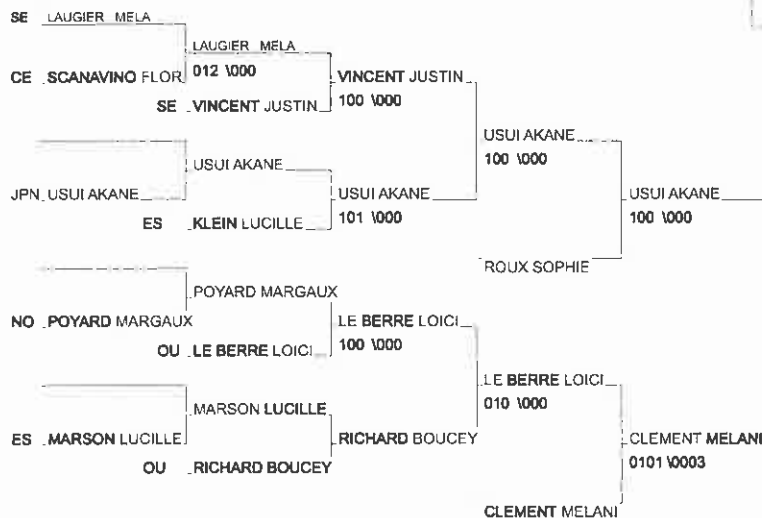 SE LAUGIER MELA
LAUGIER MELA
012 \000
CE SCANAVINO FLOR
VINCENT JUSTIN
100 \000
SE VINCENT JUSTIN
USUI AKANE
100 \000
USUI AKANE
JPN USUI AKANE
USUI AKANE
101 \000
USUI AKANE
100 \000
ES KLEIN LUCILLE
ROUX SOPHIE
POYARD MARGAUX
NO POYARD MARGAUX
LE BERRE LOICI
100 \000
OU LE BERRE LOICI
LE BERRE LOICI
010 \000
MARSON LUCILLE
ES MARSON LUCILLE
RICHARD BOUCEY
CLEMENT MELANI
0101 \0003
OU RICHARD BOUCEY
CLEMENT MELANI